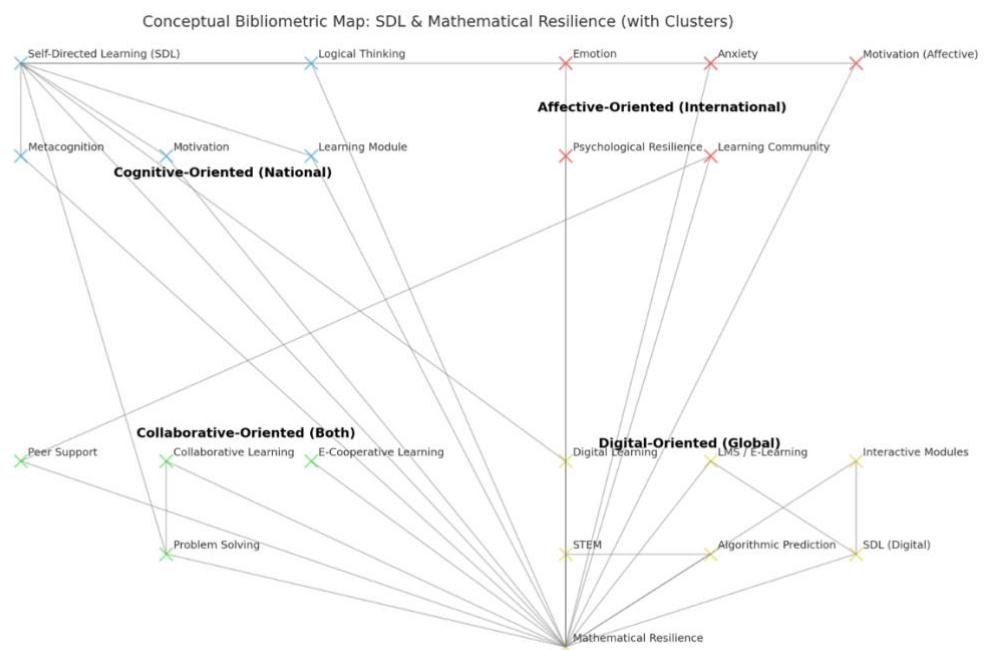 Conceptual Bibliometric Map: SDL & Mathematical Resilience (with Clusters)
Self-Directed Learning (SDL)
Logical Thinking
Emotion
Anxiety
Motivation (Affective)
Affective-Oriented (International)
Metacognition
Motivation
Learning Module
Psychological Resilience
Learning Community
Cognitive-Oriented (National)
Collaborative-Oriented (Both)
Digital-Oriented (Global)
Peer Support
Collaborative Learning
E-Cooperative Learning
Digital Learning
LMS / E-Learning
Interactive Modules
Problem Solving
STEM
Algorithmic Prediction
SDL (Digital)
Mathematical Resilience